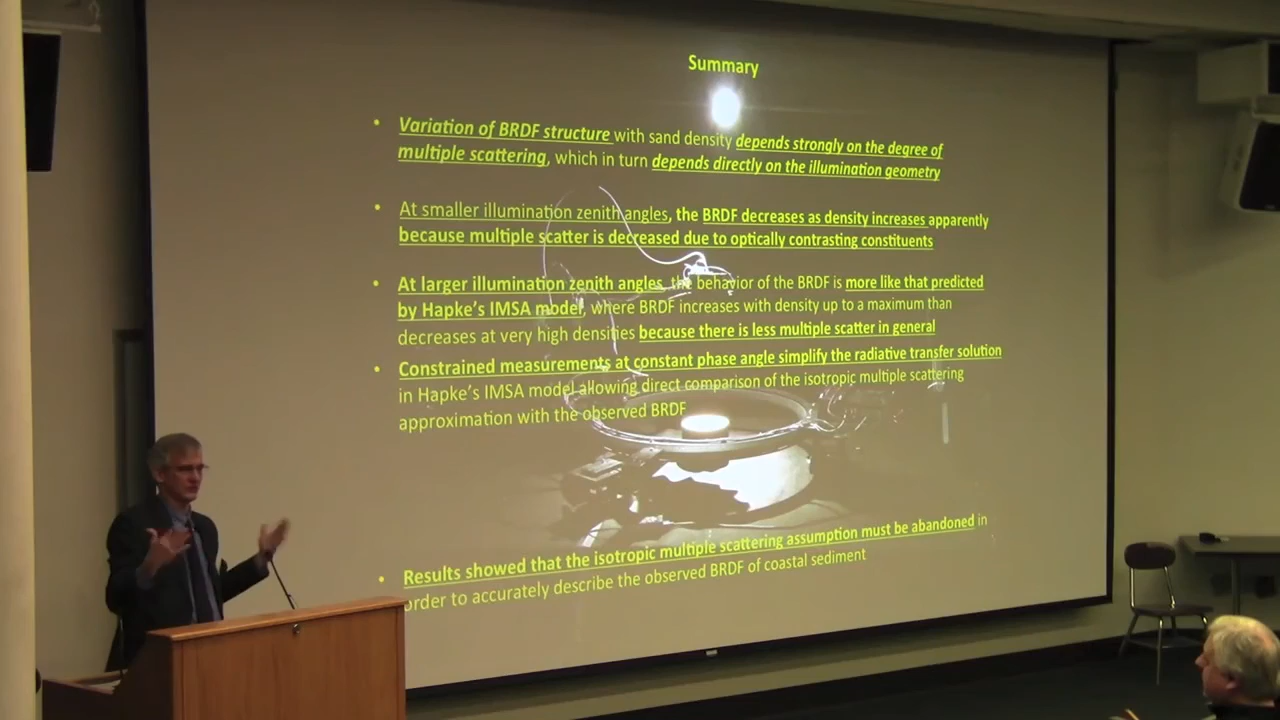 Summary
• Variation of BRDF structure with sand density depends strongly on the degree of
multiple scattering, which in turn depends directly on the illumination geometry
• At smaller illumination zenith angles, the BRDF decreases as density increases apparently
because multiple scatter is decreased due to optically contrasting constituents
• At larger illumination zenith angles, the behavior of the BRDF is more like that predicted
by Hapke's IMSA model, where BRDF increases with density up to a maximum than
decreases at very high densities because there is less multiple scatter in general
• Constrained measurements at constant phase angle simplify the radiative transfer solution
in Hapke's IMSA model allowing direct comparison of the isotropic multiple scattering
approximation with the observed BRDF
• Results showed that the isotropic multiple scattering assumption must be abandoned in
order to accurately describe the observed BRDF of coastal sediment